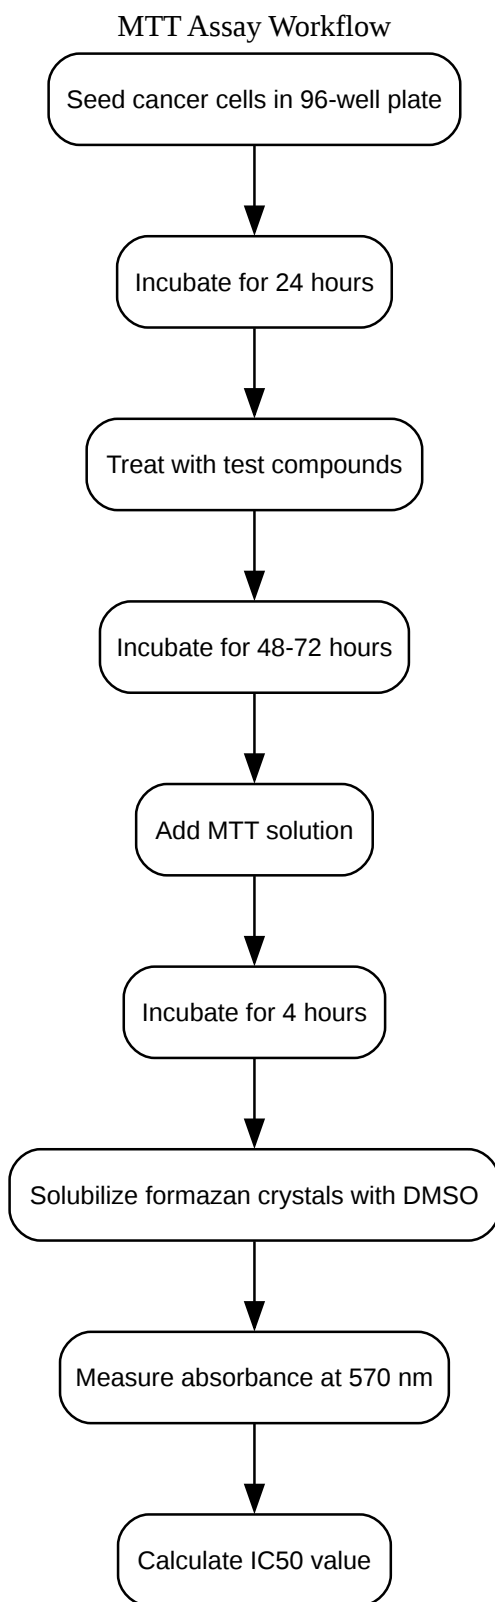 MTT Assay Workflow
Seed cancer cells in 96-well plate
Incubate for 24 hours
Treat with test compounds
Incubate for 48-72 hours
Add MTT solution
Incubate for 4 hours
Solubilize formazan crystals with DMSO
Measure absorbance at 570 nm
Calculate IC50 value